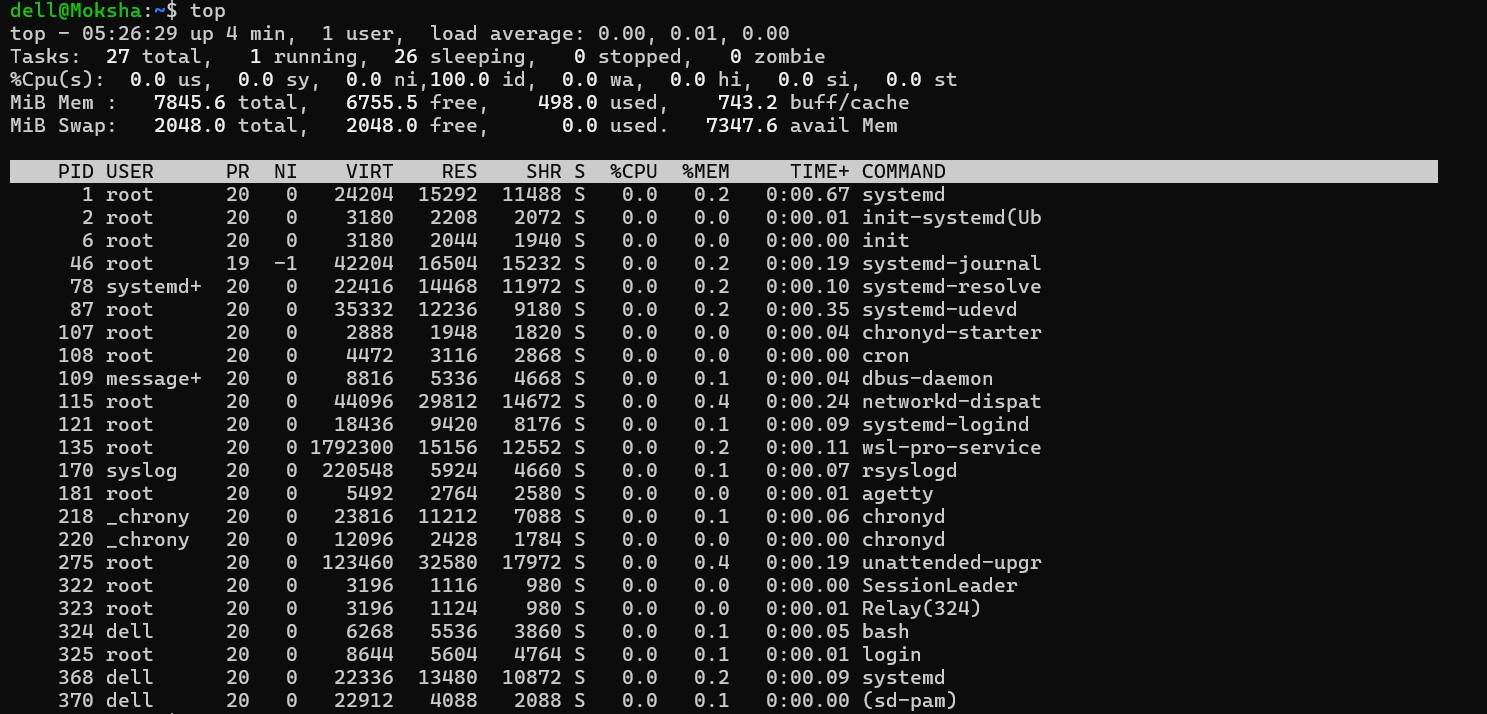 dell@Moksha:~$ top
top - 05:26:29 up 4 min,  1 user,  load average: 0.00, 0.01, 0.00
Tasks:  27 total,   1 running,  26 sleeping,   0 stopped,   0 zombie
%Cpu(s):  0.0 us,  0.0 sy,  0.0 ni,100.0 id,  0.0 wa,  0.0 hi,  0.0 si,  0.0 st
MiB Mem :   7845.6 total,   6755.5 free,    498.0 used,    743.2 buff/cache
MiB Swap:   2048.0 total,   2048.0 free,      0.0 used.   7347.6 avail Mem
    PID USER      PR  NI    VIRT    RES    SHR S  %CPU  %MEM     TIME+ COMMAND
      1 root      20   0   24204  15292  11488 S   0.0   0.2   0:00.67 systemd
      2 root      20   0    3180   2208   2072 S   0.0   0.0   0:00.01 init-systemd(Ub
      6 root      20   0    3180   2044   1940 S   0.0   0.0   0:00.00 init
     46 root      19  -1   42204  16504  15232 S   0.0   0.2   0:00.19 systemd-journal
     78 systemd+  20   0   22416  14468  11972 S   0.0   0.2   0:00.10 systemd-resolve
     87 root      20   0   35332  12236   9180 S   0.0   0.2   0:00.35 systemd-udevd
    107 root      20   0    2888   1948   1820 S   0.0   0.0   0:00.04 chronyd-starter
    108 root      20   0    4472   3116   2868 S   0.0   0.0   0:00.00 cron
    109 message+  20   0    8816   5336   4668 S   0.0   0.1   0:00.04 dbus-daemon
    115 root      20   0   44096  29812  14672 S   0.0   0.4   0:00.24 networkd-dispat
    121 root      20   0   18436   9420   8176 S   0.0   0.1   0:00.09 systemd-logind
    135 root      20   0 1792300  15156  12552 S   0.0   0.2   0:00.11 wsl-pro-service
    170 syslog    20   0  220548   5924   4660 S   0.0   0.1   0:00.07 rsyslogd
    181 root      20   0    5492   2764   2580 S   0.0   0.0   0:00.01 agetty
    218 _chrony   20   0   23816  11212   7088 S   0.0   0.1   0:00.06 chronyd
    220 _chrony   20   0   12096   2428   1784 S   0.0   0.0   0:00.00 chronyd
    275 root      20   0  123460  32580  17972 S   0.0   0.4   0:00.19 unattended-upgr
    322 root      20   0    3196   1116    980 S   0.0   0.0   0:00.00 SessionLeader
    323 root      20   0    3196   1124    980 S   0.0   0.0   0:00.01 Relay(324)
    324 dell      20   0    6268   5536   3860 S   0.0   0.1   0:00.05 bash
    325 root      20   0    8644   5604   4764 S   0.0   0.1   0:00.01 login
    368 dell      20   0   22336  13480  10872 S   0.0   0.2   0:00.09 systemd
    370 dell      20   0   22912   4088   2088 S   0.0   0.1   0:00.00 (sd-pam)